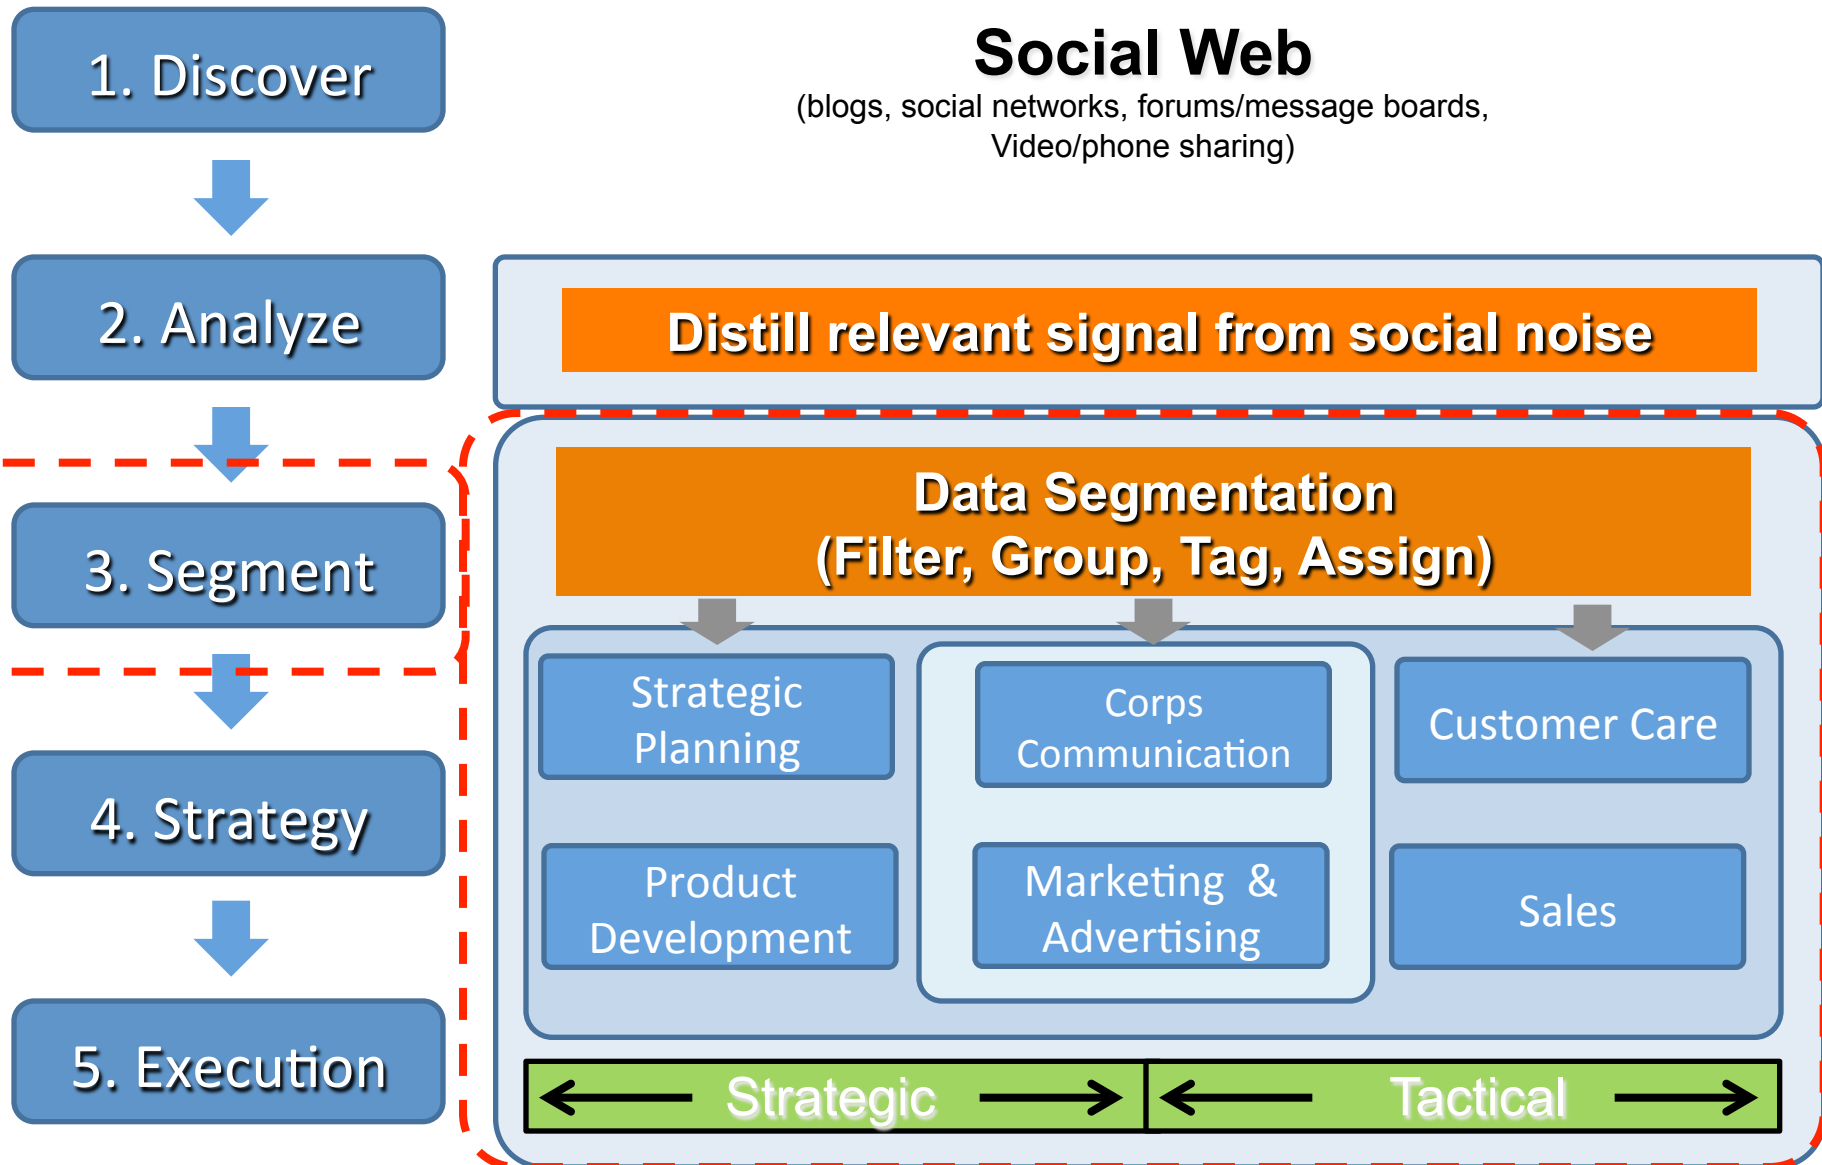 1. Discover
2. Analyze
3. Segment
4. Strategy
5. Execution
Social Web
(blogs, social networks, forums/message boards,
Video/phone sharing)
Distill relevant signal from social noise
Data Segmentation
(Filter, Group, Tag, Assign)
Strategic
Planning
Corps
Communication
Customer Care
Product
Development
Marketing & 
Advertising
Sales
Strategic
Tactical